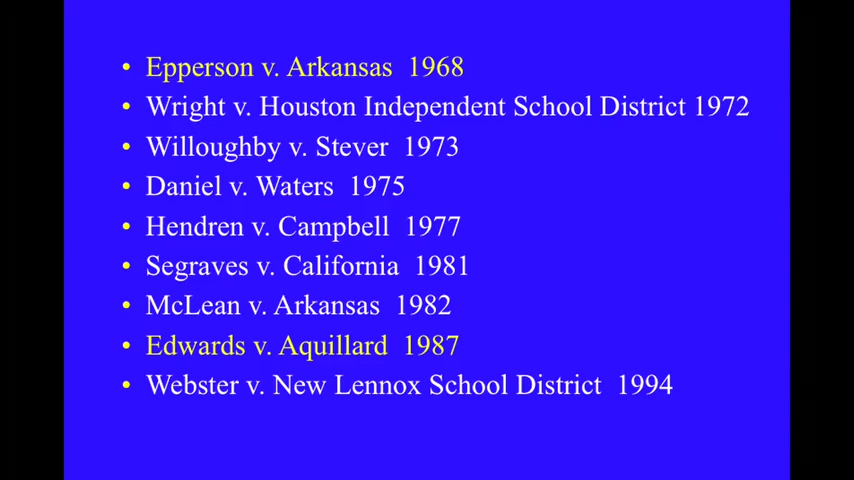 • Epperson v. Arkansas 1968
• Wright v. Houston Independent School District 1972
• Willoughby v. Stever 1973
• Daniel v. Waters 1975
• Hendren v. Campbell 1977
• Segraves v. California 1981
• McLean v. Arkansas 1982
• Edwards v. Aquillard 1987
• Webster v. New Lennox School District 1994